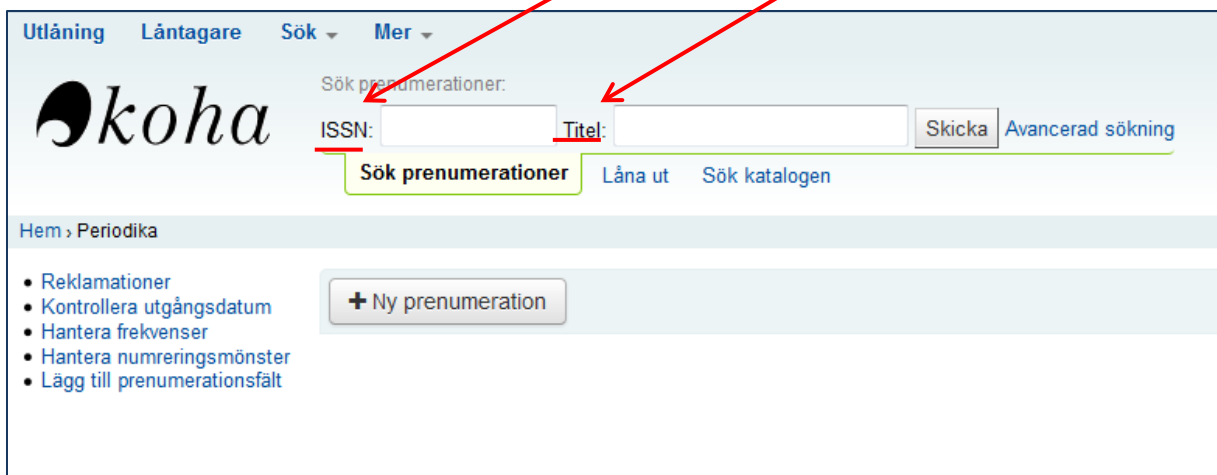 Utlåning Låntagare Sök Mer
koha
Sök prenumerationer:
ISSN: Titel: Skicka Avancerad sökning
Sök prenumerationer Låna ut Sök katalogen
Hem › Periodika
• Reklamationer
• Kontrollera utgångsdatum
• Hantera frekvenser
• Hantera numreringsmönster
• Lägg till prenumerationsfält
+ Ny prenumeration